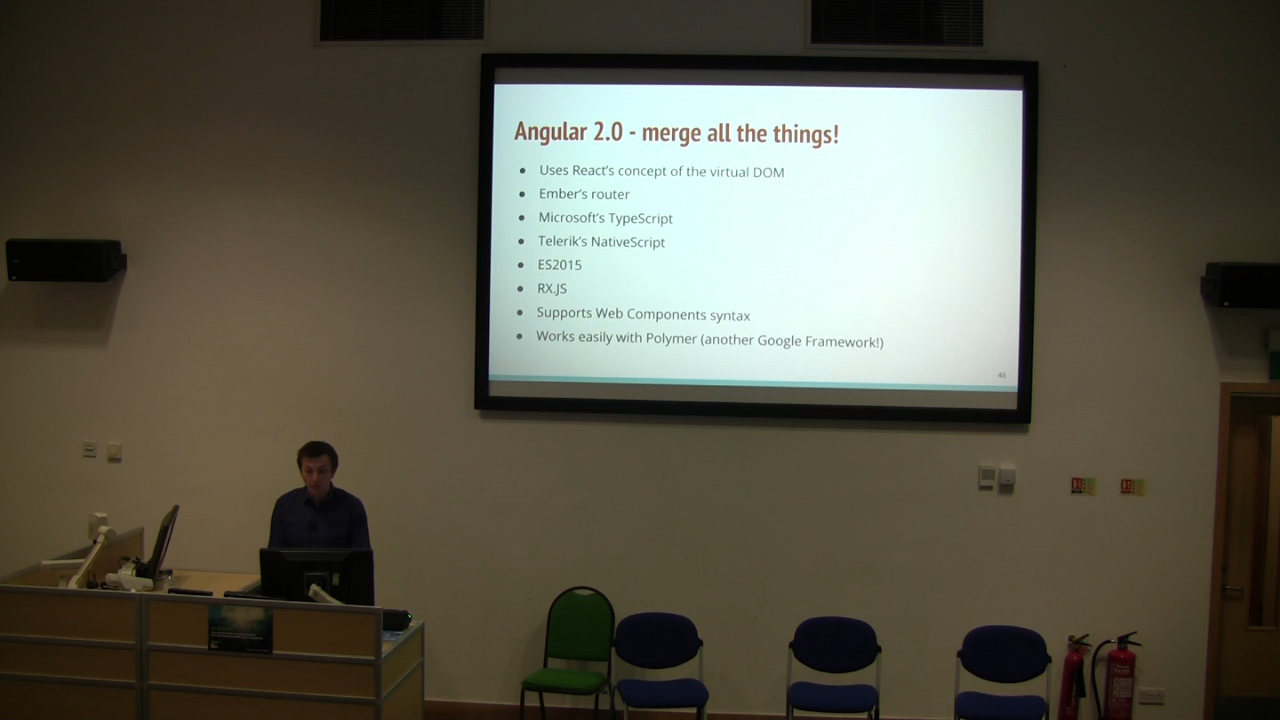 Angular 2.0 - merge all the things!
● Uses React's concept of the virtual DOM
● Ember's router
● Microsoft's TypeScript
● Telerik's NativeScript
● ES2015
● RX.JS
● Supports Web Components syntax
● Works easily with Polymer (another Google Framework!)
46